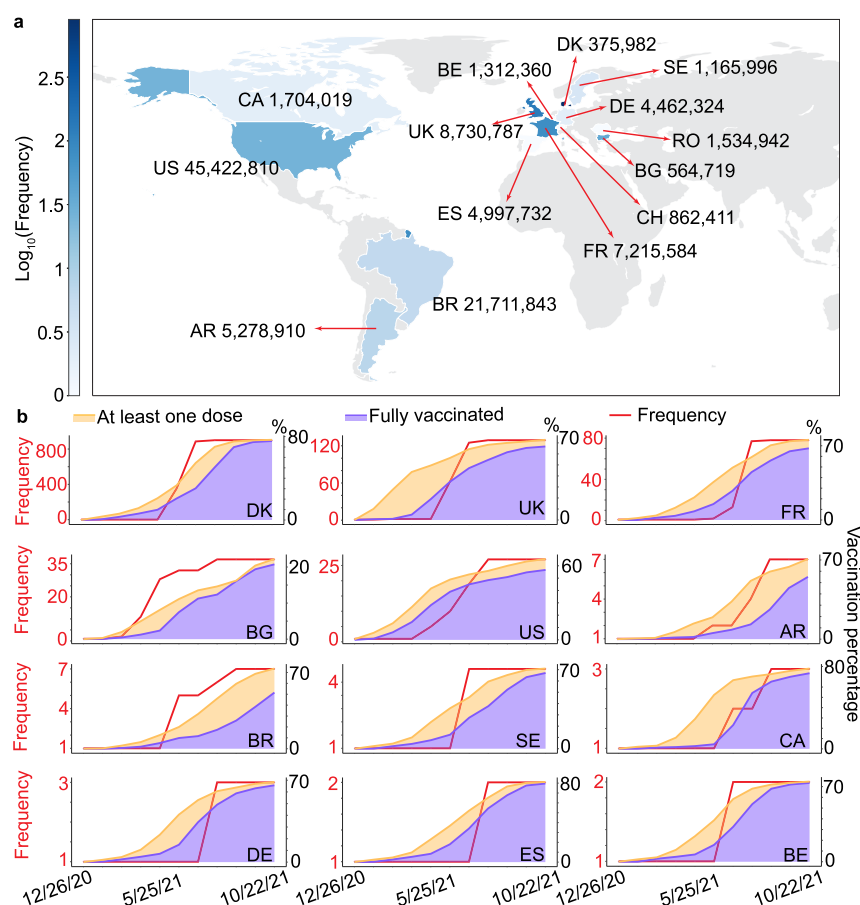 a
Log10(Frequency)
2.5
2
1.5
1
0.5
0
DK 375,982
BE 1,312,360
SE 1,165,996
CA 1,704,019
DE 4,462,324
UK 8,730,787
RO 1,534,942
US 45,422,810
BG 564,719
ES 4,997,732
CH 862,411
FR 7,215,584
BR 21,711,843
AR 5,278,910
b
At least one dose
Fully vaccinated
Frequency
Frequency
800
400
0
%
80
0
DK
120
60
0
%
70
0
UK
80
40
0
%
70
0
FR
Frequency
35
20
0
20
0
BG
25
0
60
0
US
7
4
1
70
0
AR
Vaccination percentage
Frequency
7
4
1
70
0
BR
4
1
70
0
SE
3
1
80
0
CA
Frequency
3
1
70
0
DE
2
1
80
0
ES
2
1
70
0
BE
12/26/20
5/25/21
10/22/21
12/26/20
5/25/21
10/22/21
12/26/20
5/25/21
10/22/21